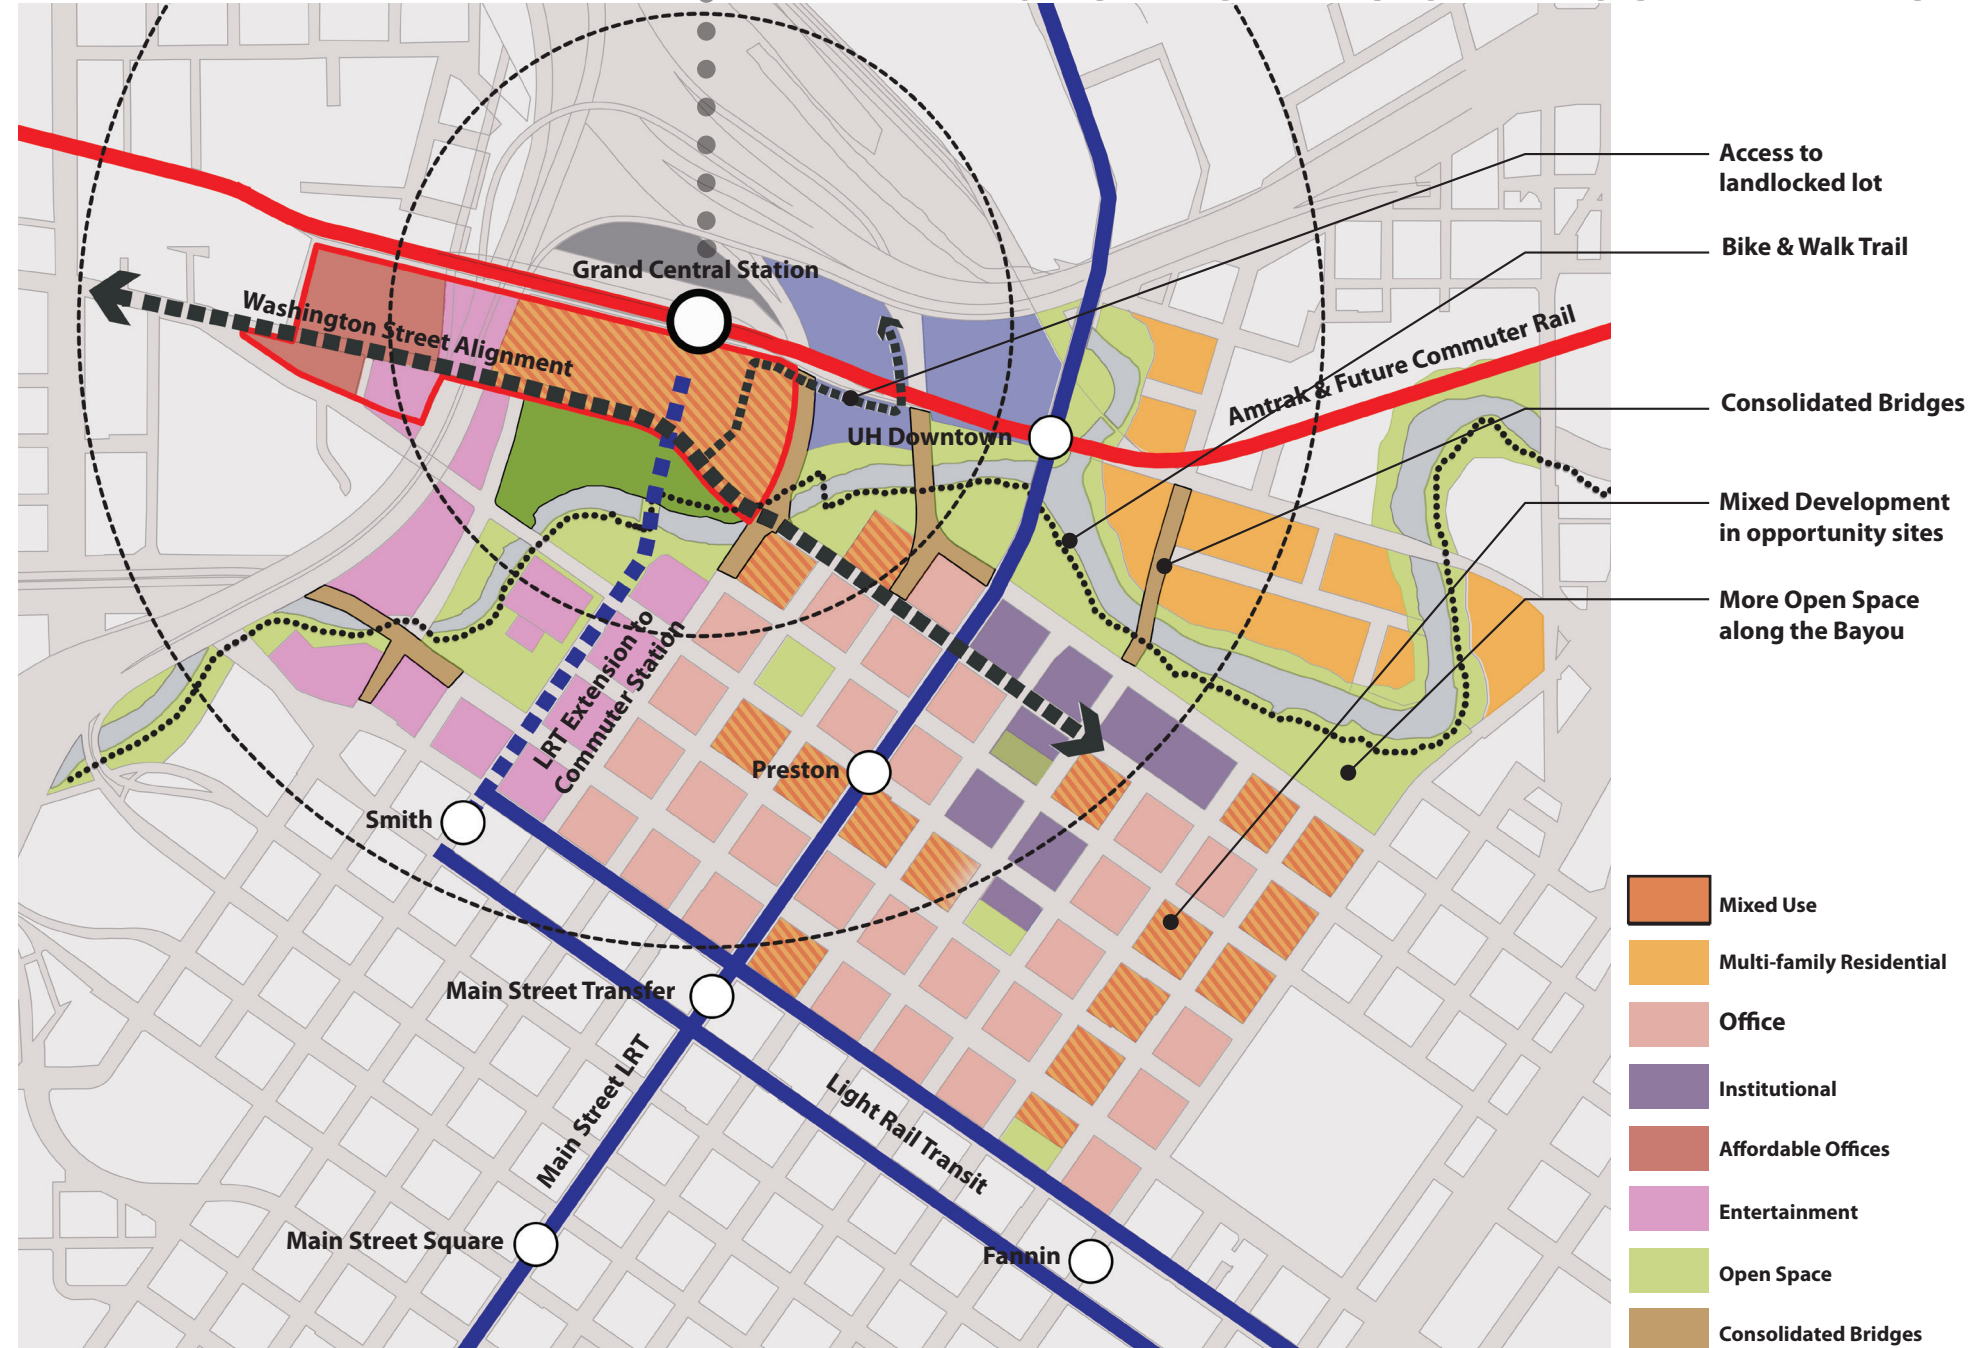 Access to
landlocked lot
Bike & Walk Trail
Grand Central Station
Washington Street Alignment
Amtrak & Future Commuter Rail
Consolidated Bridges
UH Downtown
Mixed Development
in opportunity sites
More Open Space
along the Bayou
LRT Extension to
Commuter Station
Preston
Smith
Main Street Transfer
Main Street LRT
Light Rail Transit
Main Street Square
Fannin
Mixed Use
Multi-family Residential
Office
Institutional
Affordable Offices
Entertainment
Open Space
Consolidated Bridges